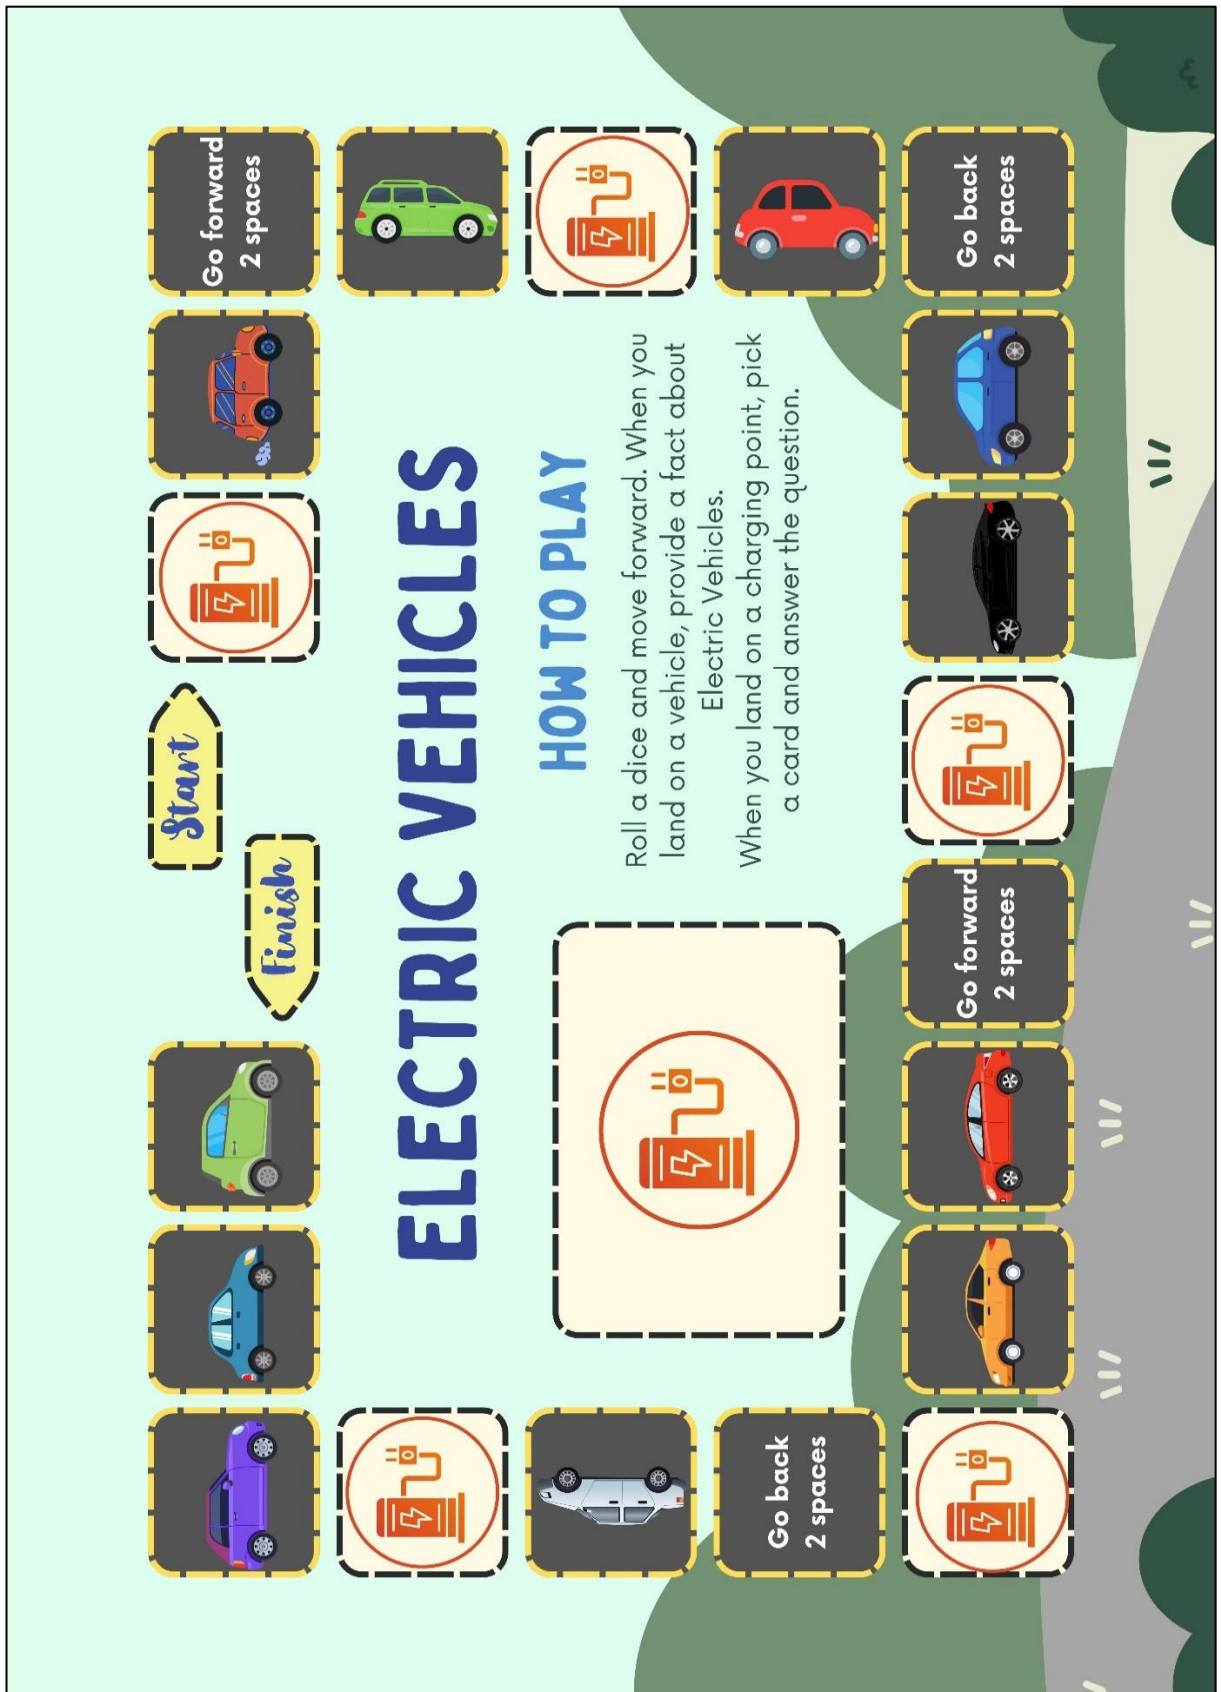 Start
Finish
Go forward
2 spaces
ELECTRIC VEHICLES
HOW TO PLAY
Roll a dice and move forward. When you
land on a vehicle, provide a fact about
Electric Vehicles.
When you land on a charging point, pick
a card and answer the question.
Go back
2 spaces
Go forward
2 spaces
Go back
2 spaces